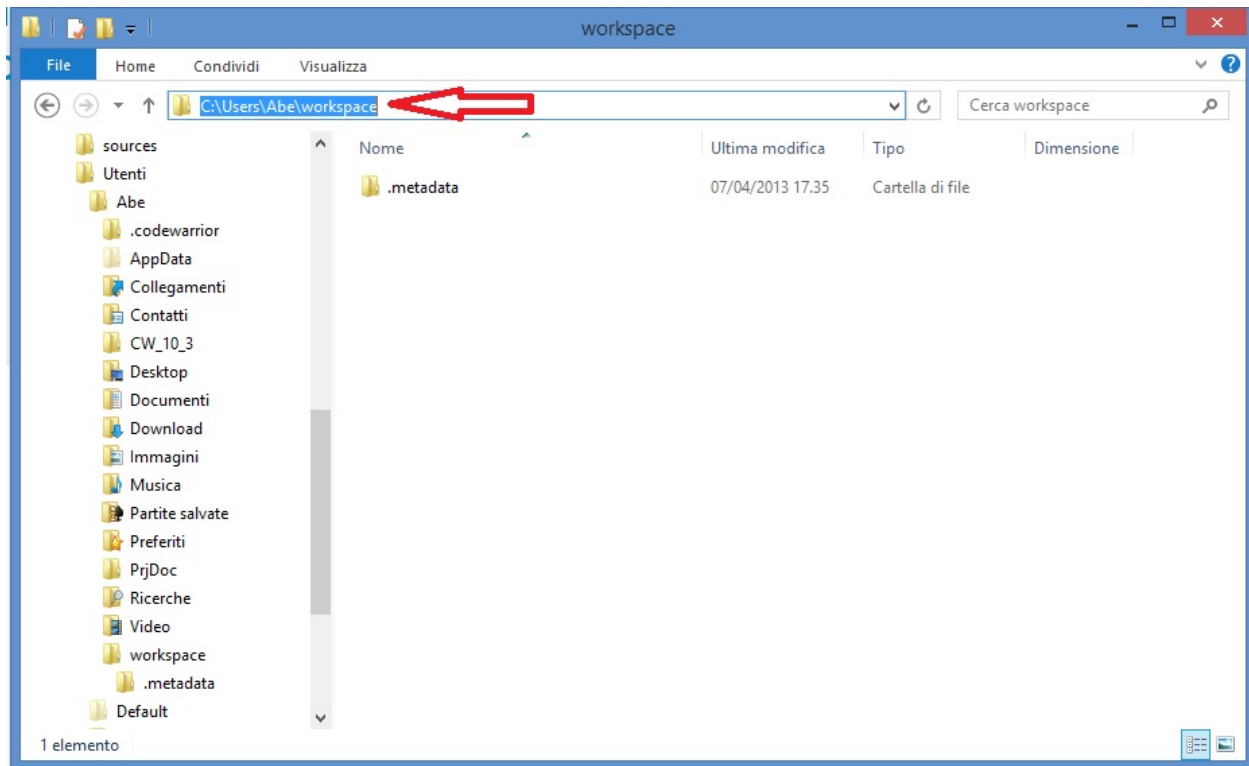 workspace
File Home Condividi Visualizza
C:\Users\Abe\workspace Cerca workspace
Nome Ultima modifica Tipo Dimensione
.metadata 07/04/2013 17.35 Cartella di file
sources
Utenti
Abe
.codewarrior
AppData
Collegamenti
Contatti
CW_10_3
Desktop
Documenti
Download
Immagini
Musica
Partite salvate
Preferiti
PrjDoc
Ricerche
Video
workspace
.metadata
Default
1 elemento